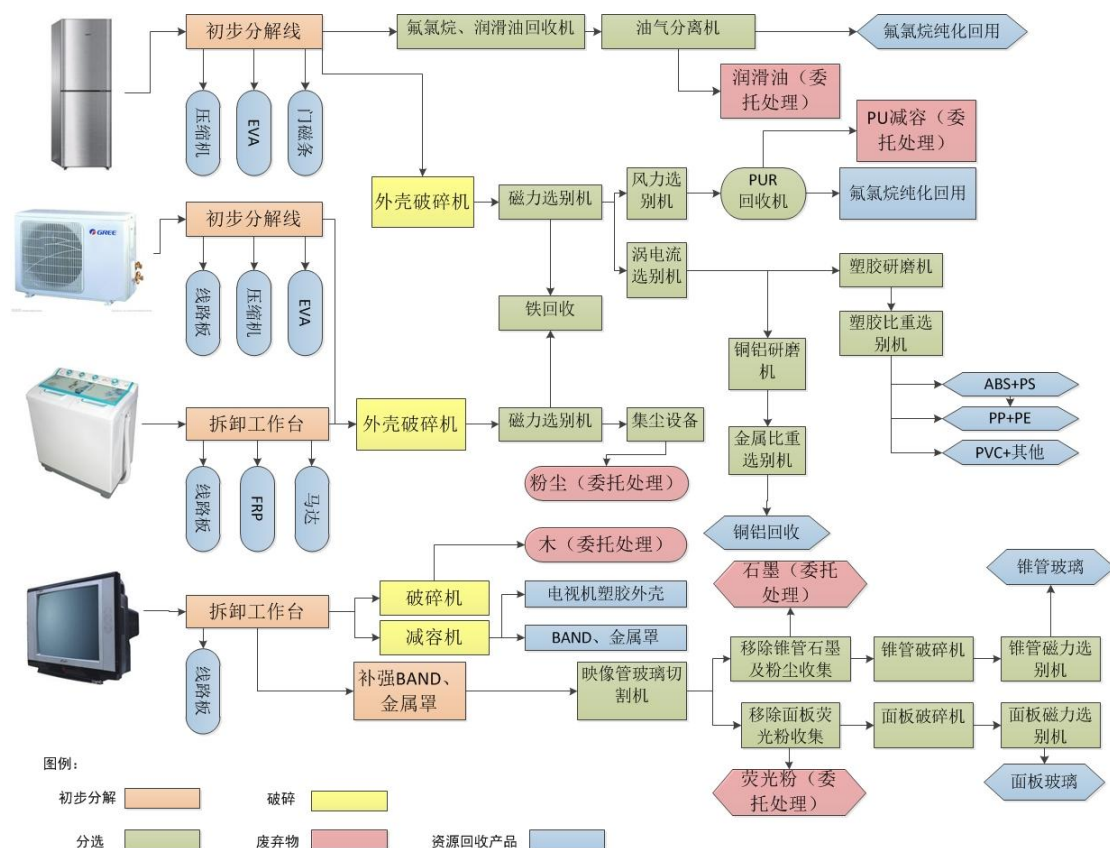 初步分解线
氟氯烷、润滑油回收机
油气分离机
氟氯烷纯化回用
压缩机
EVA
门磁条
润滑油（委
托处理）
PU减容（委
托处理）
外壳破碎机
磁力选别机
风力选
别机
PUR
回收机
氟氯烷纯化回用
GREE
初步分解线
线路板
压缩机
EVA
涡电流
选别机
塑胶研磨机
铁回收
塑胶比重选
别机
铜铝研磨
机
ABS+PS
PP+PE
PVC+其他
拆卸工作台
外壳破碎机
磁力选别机
集尘设备
金属比重
选别机
线路板
FRP
马达
粉尘（委托处理）
铜铝回收
木（委托处理）
石墨（委托
处理）
锥管玻璃
拆卸工作台
破碎机
电视机塑胶外壳
减容机
BAND、金属罩
线路板
补强BAND、
金属罩
映像管玻璃切
割机
移除锥管石墨
及粉尘收集
锥管破碎机
锥管磁力选
别机
移除面板荧
光粉收集
面板破碎机
面板磁力选
别机
荧光粉（委
托处理）
面板玻璃
图例：
初步分解
破碎
分选
废弃物
资源回收产品